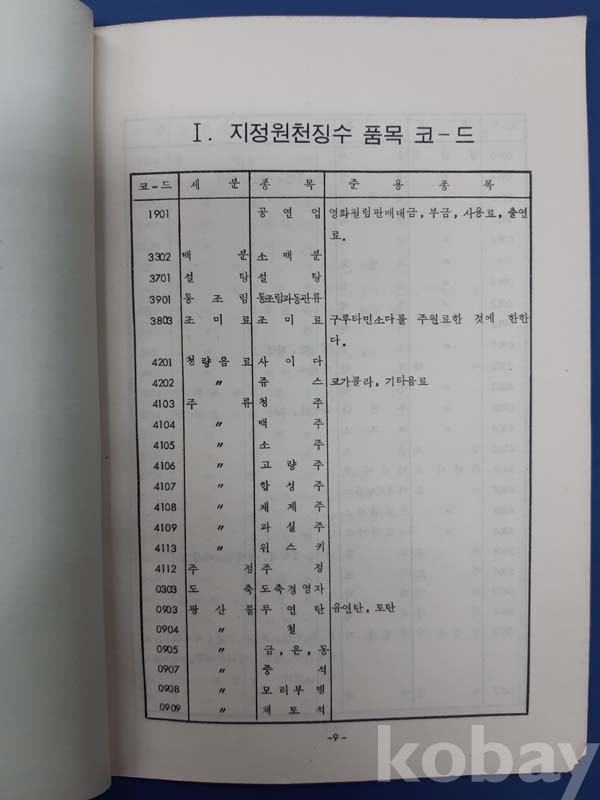 Ⅰ. 지정원천징수 품목 코-드
코-드 세 분 종 목 준 용 종 목
1901 공 연 업 영화필림판매대금, 부금, 사용료, 출연
료.
3302 맥 분 소 맥 분
3701 설 탕 설 탕
3901 통 조 림 통조림과동관류
3803 조 미 료 조 미 료 구루타민소다를 주원료한 것에 한한
다.
4201 청량음료 사 이 다
4202 〃 쥬 스 코가콜라, 기타음료
4103 주 류 청 주
4104 〃 맥 주
4105 〃 소 주
4106 〃 고 량 주
4107 〃 합 성 주
4108 〃 재 제 주
4109 〃 과 실 주
4113 〃 위 스 키
4112 주 정 주 정
0303 도 축 도축경영자
0903 광 산 물 무 연 탄 유연탄, 토탄
0904 〃 철
0905 〃 금, 은, 동
0907 〃 중 석
0908 〃 모리부뎅
0909 〃 채 토 석
-9-
kobay